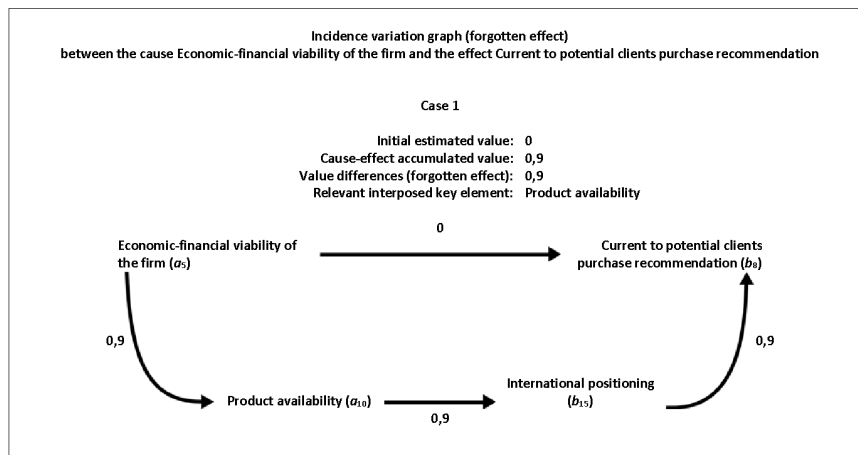 Incidence variation graph (forgotten effect)
between the cause Economic-financial viability of the firm and the effect Current to potential clients purchase recommendation
Case 1
Initial estimated value: 0
Cause-effect accumulated value: 0,9
Value differences (forgotten effect): 0,9
Relevant interposed key element: Product availability
0
Economic-financial viability of
the firm (a5)
Current to potential clients
purchase recommendation (b8)
0,9
0,9
Product availability (a10)
0,9
International positioning
(b15)